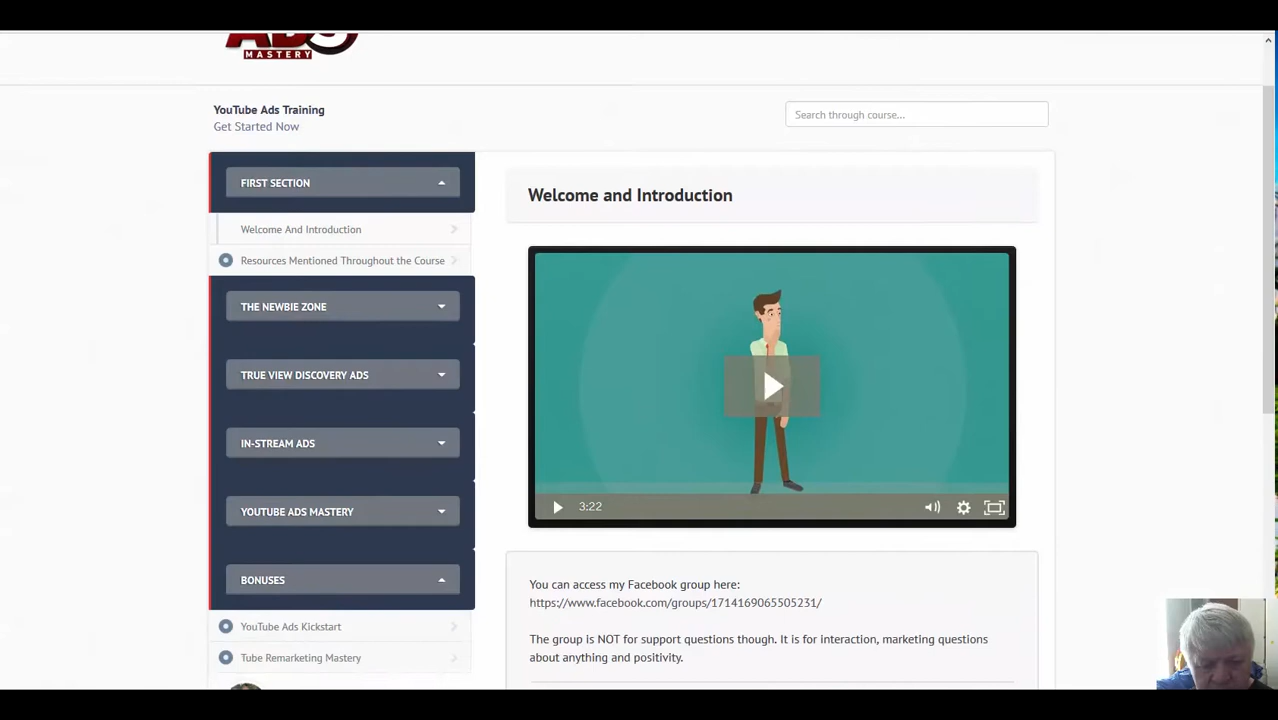 ADS
MASTERY
YouTube Ads Training
Get Started Now
Search through course...
FIRST SECTION
Welcome And Introduction
Resources Mentioned Throughout the Course
THE NEWBIE ZONE
TRUE VIEW DISCOVERY ADS
IN-STREAM ADS
YOUTUBE ADS MASTERY
BONUSES
YouTube Ads Kickstart
Tube Remarketing Mastery
Welcome and Introduction
3:22
You can access my Facebook group here:
https://www.facebook.com/groups/1714169065505231/
The group is NOT for support questions though. It is for interaction, marketing questions
about anything and positivity.